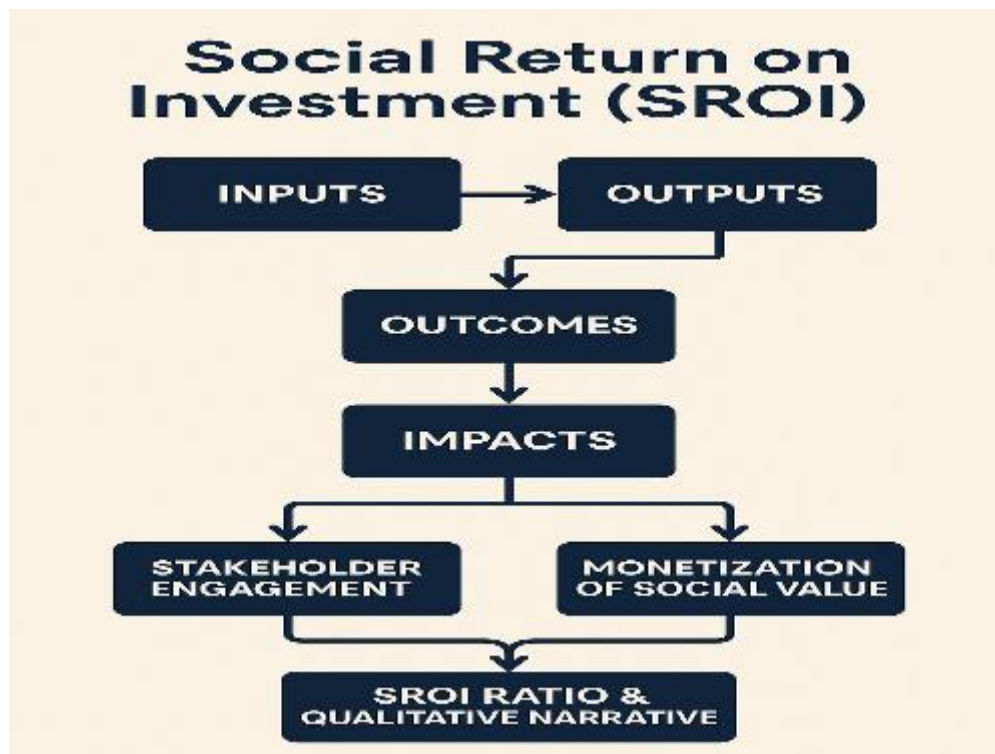 Social Return on
Investment (SROI)
INPUTS
OUTPUTS
OUTCOMES
IMPACTS
STAKEHOLDER
ENGAGEMENT
MONETIZATION
OF SOCIAL VALUE
SROI RATIO &
QUALITATIVE NARRATIVE